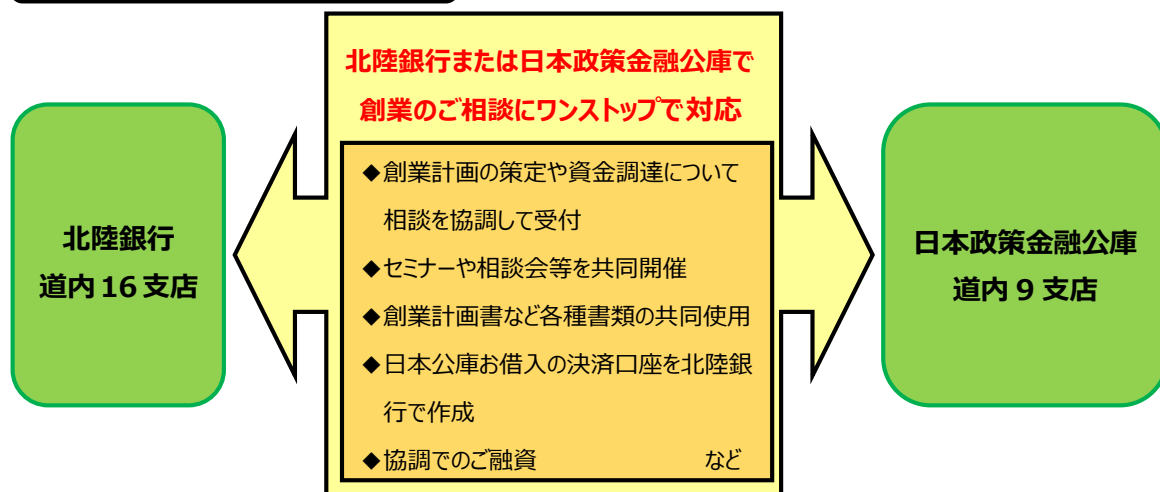 北陸銀行または日本政策金融公庫で
創業のご相談にワンストップで対応
◆創業計画の策定や資金調達について
相談を協調して受付
◆セミナーや相談会等を共同開催
◆創業計画書など各種書類の共同使用
◆日本公庫お借入の決済口座を北陸銀
行で作成
◆協調でのご融資 など
北陸銀行
道内 16 支店
日本政策金融公庫
道内 9 支店